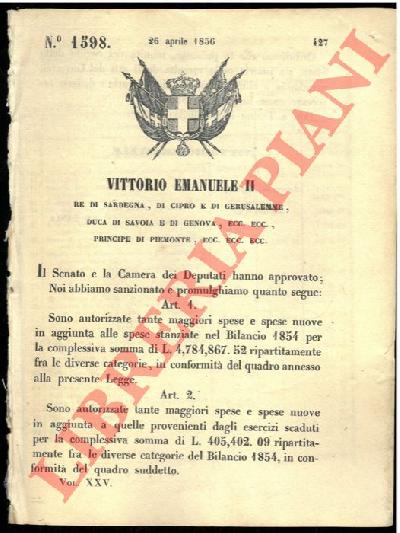 N.º 1598.
26 aprile 1856
427
VITTORIO EMANUELE II
RE DI SARDEGNA, DI CIPRO E DI GERUSALEMME,
DUCA DI SAVOIA E DI GENOVA, ECC. ECC.,
PRINCIPE DI PIEMONTE, ECC. ECC. ECC.
Il Senato e la Camera dei Deputati hanno approvato;
Noi abbiamo sanzionato e promulghiamo quanto segue:
Art. 1.
Sono autorizzate tante maggiori spese e spese nuove
in aggiunta alle spese stanziate nel Bilancio 1854 per
la complessiva somma di L. 4,784,867. 52 ripartitamente
fra le diverse categorie, in conformità del quadro annesso
alla presente Legge.
Art. 2.
Sono autorizzate tante maggiori spese e spese nuove
in aggiunta a quelle provenienti dagli esercizi scaduti
per la complessiva somma di L. 405,402. 09 ripartita-
mente fra le diverse categorie del Bilancio 1854, in con-
formità del quadro suddetto.
Vol. XXV.
LIBRERIA PIANI